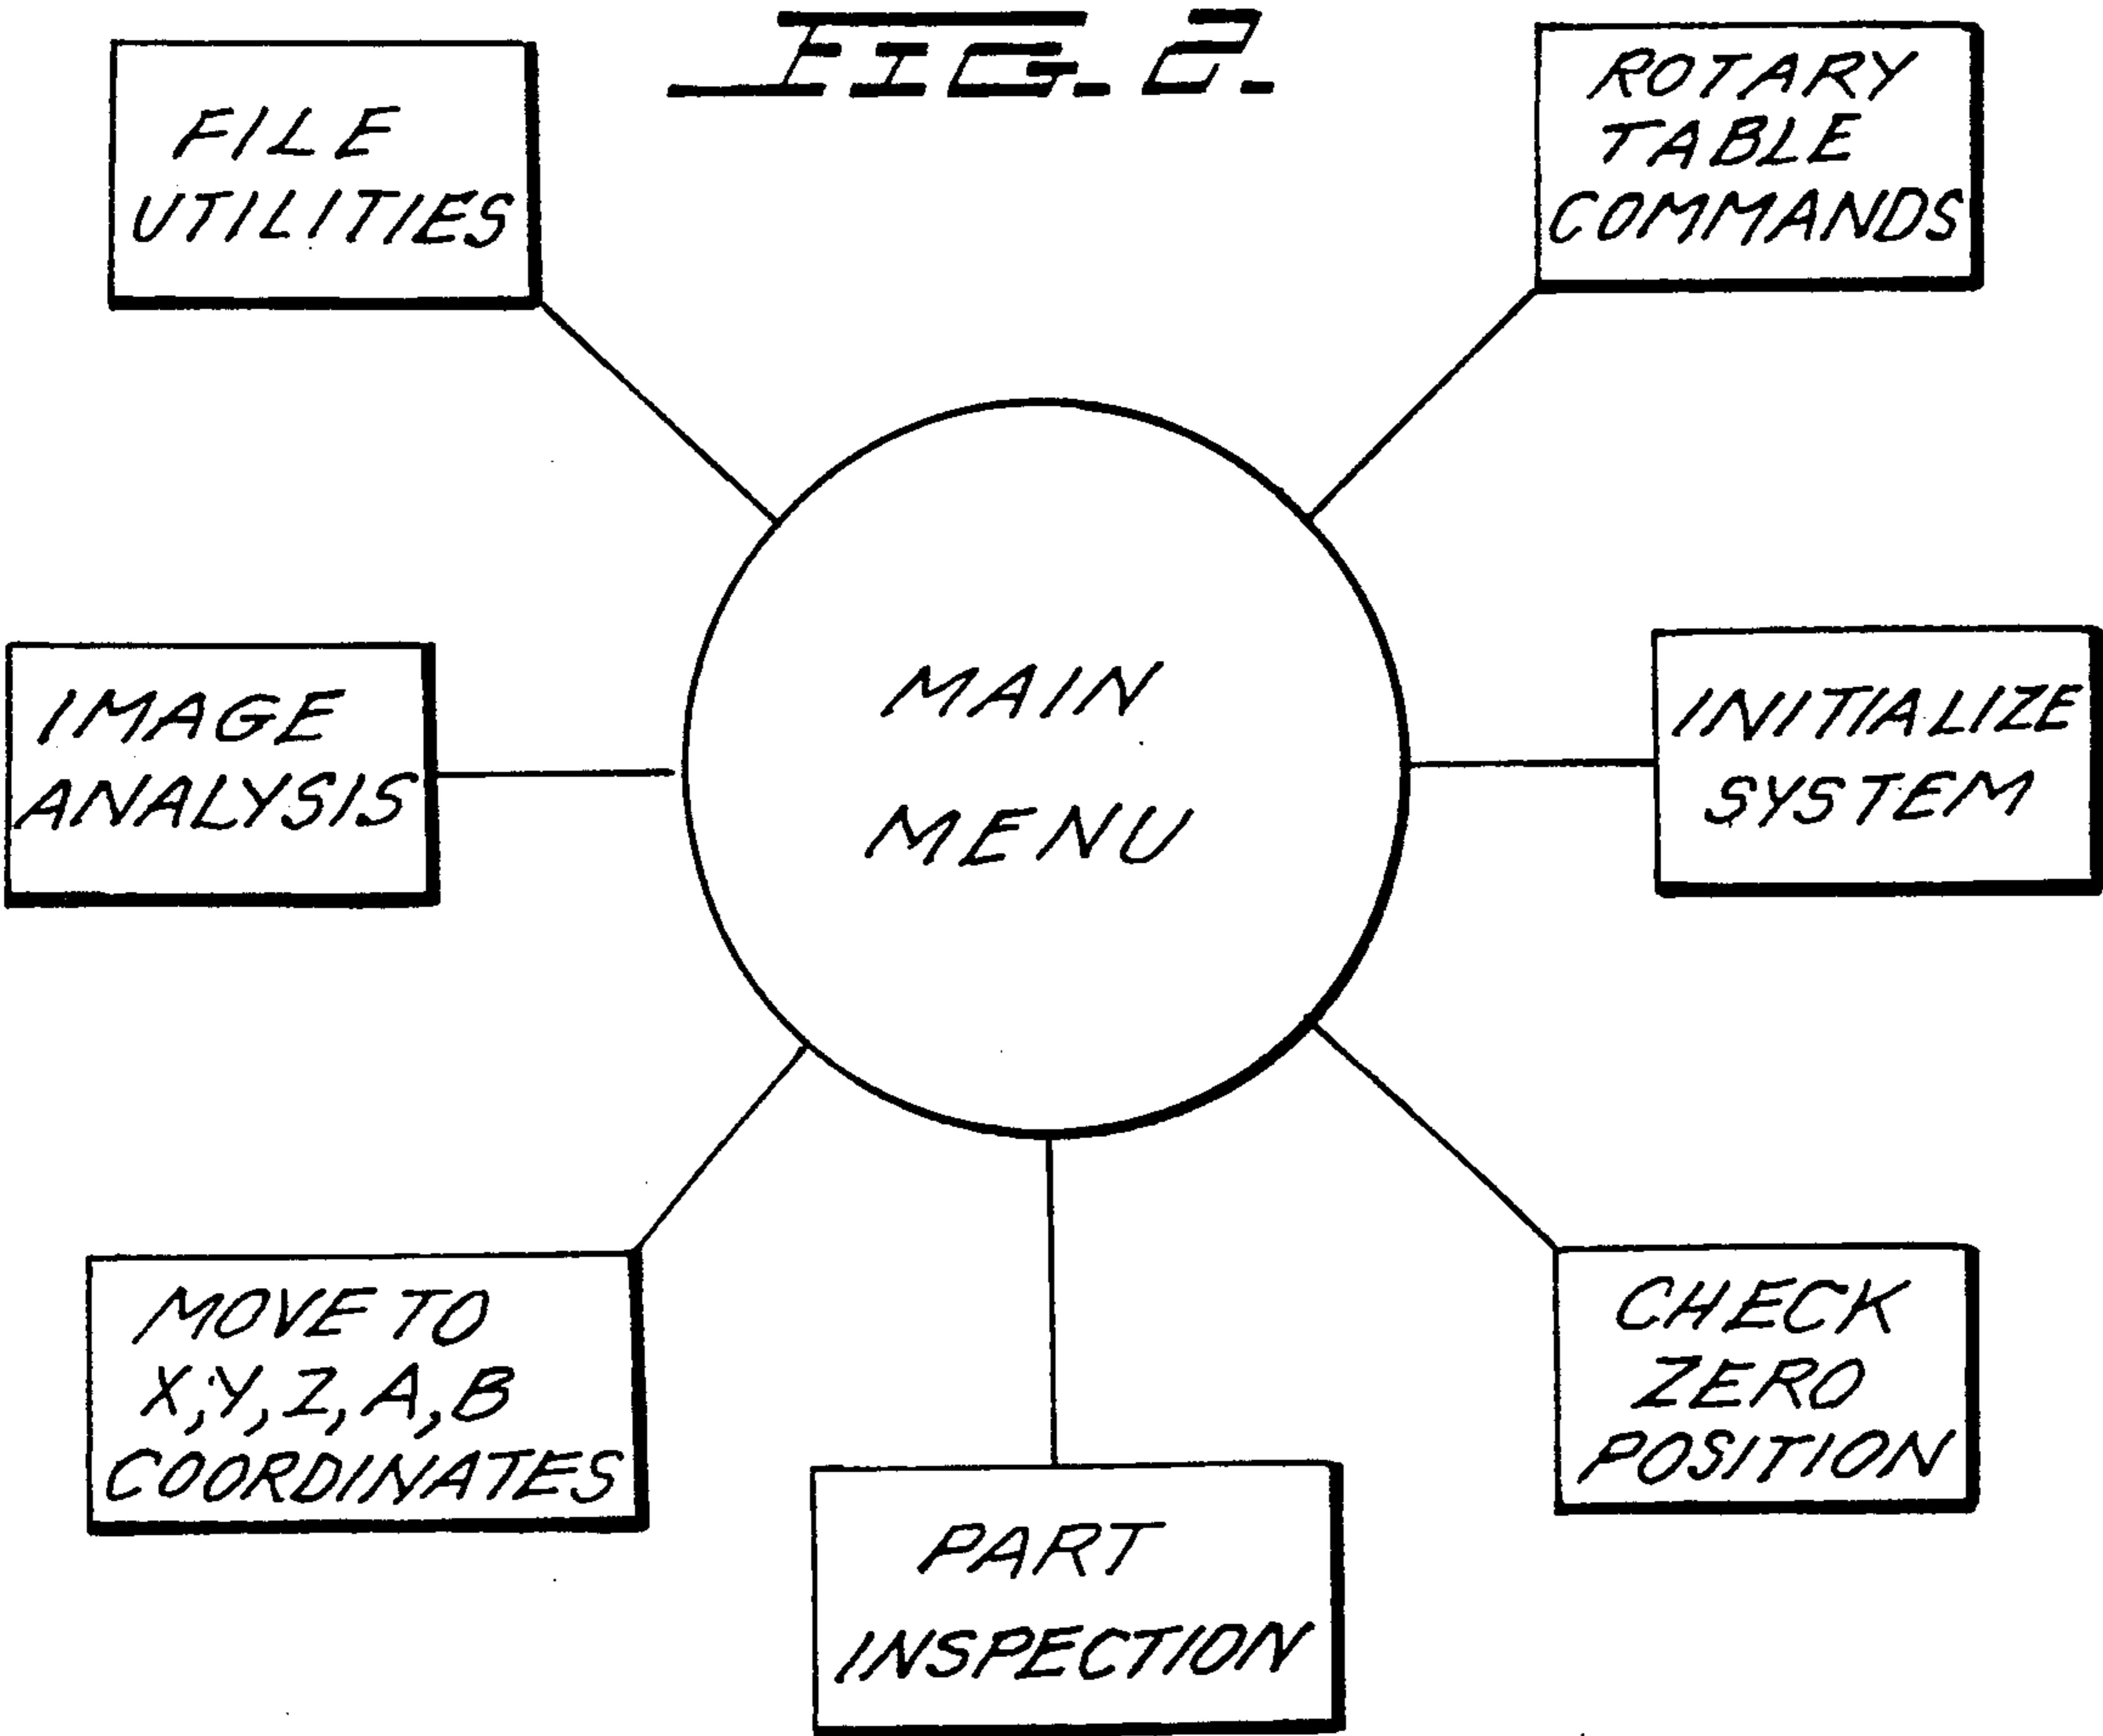 FIG. 2.
FILE
UTILITIES
ROTARY
TABLE
COMMANDS
IMAGE
ANALYSIS
MAIN
MENU
INITIALIZE
SYSTEM
MOVE TO
X,Y,Z,A,B
COORDINATES
PART
INSPECTION
CHECK
ZERO
POSITION